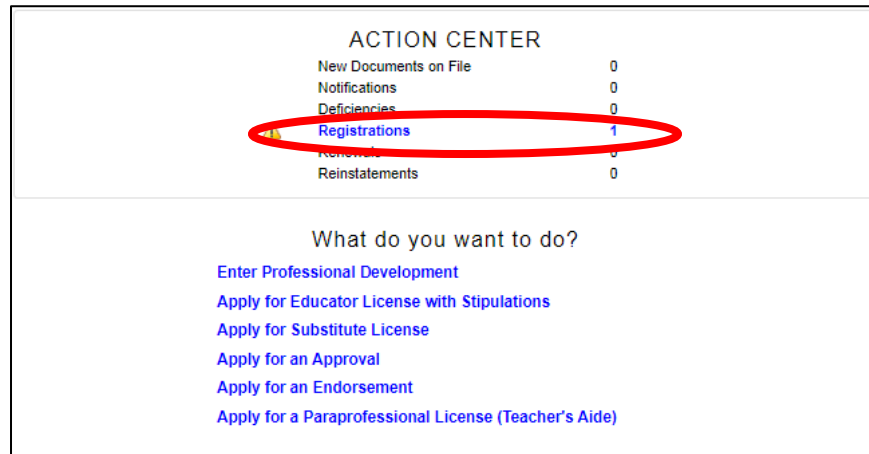 ACTION CENTER
New Documents on File 0
Notifications 0
Deficiencies 0
Registrations 1
Renewals 0
Reinstatements 0
What do you want to do?
Enter Professional Development
Apply for Educator License with Stipulations
Apply for Substitute License
Apply for an Approval
Apply for an Endorsement
Apply for a Paraprofessional License (Teacher's Aide)